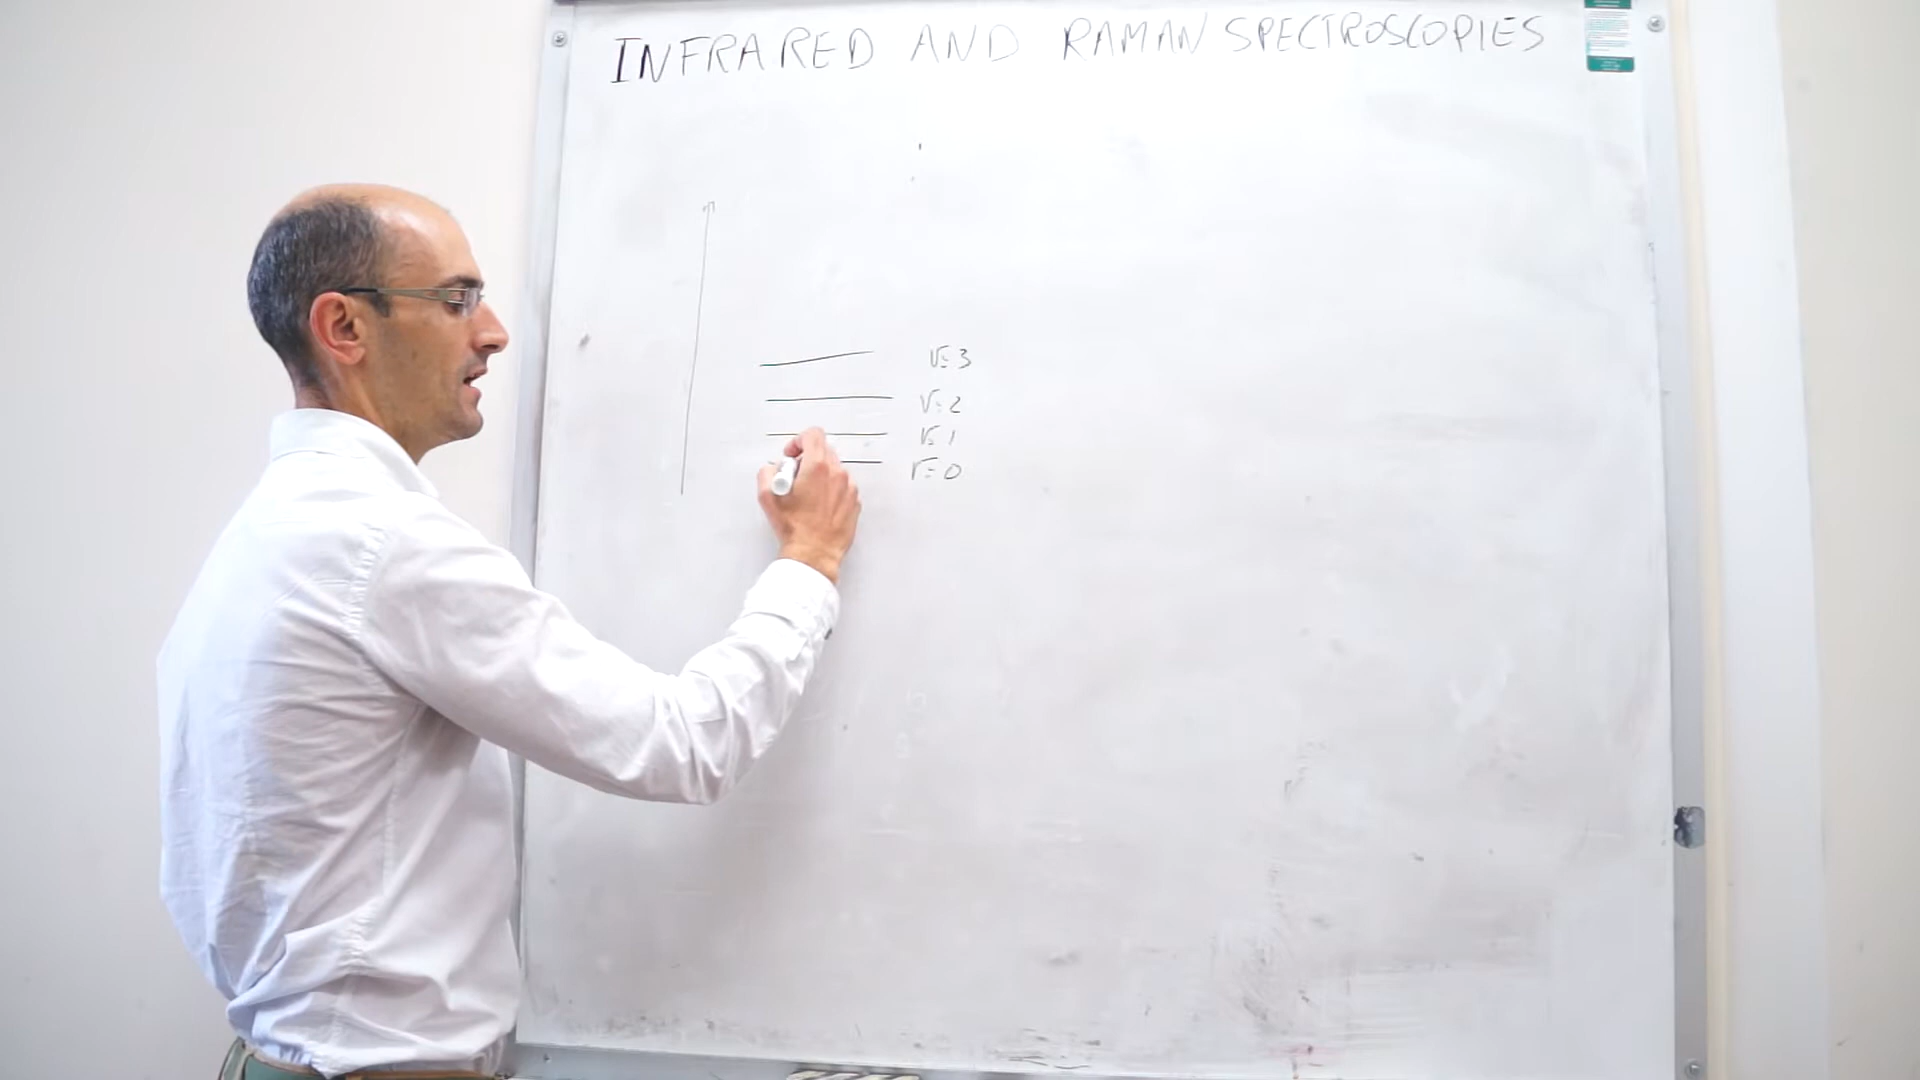 INFRARED AND RAMAN SPECTROSCOPIES
v=3
v=2
v=1
v=0